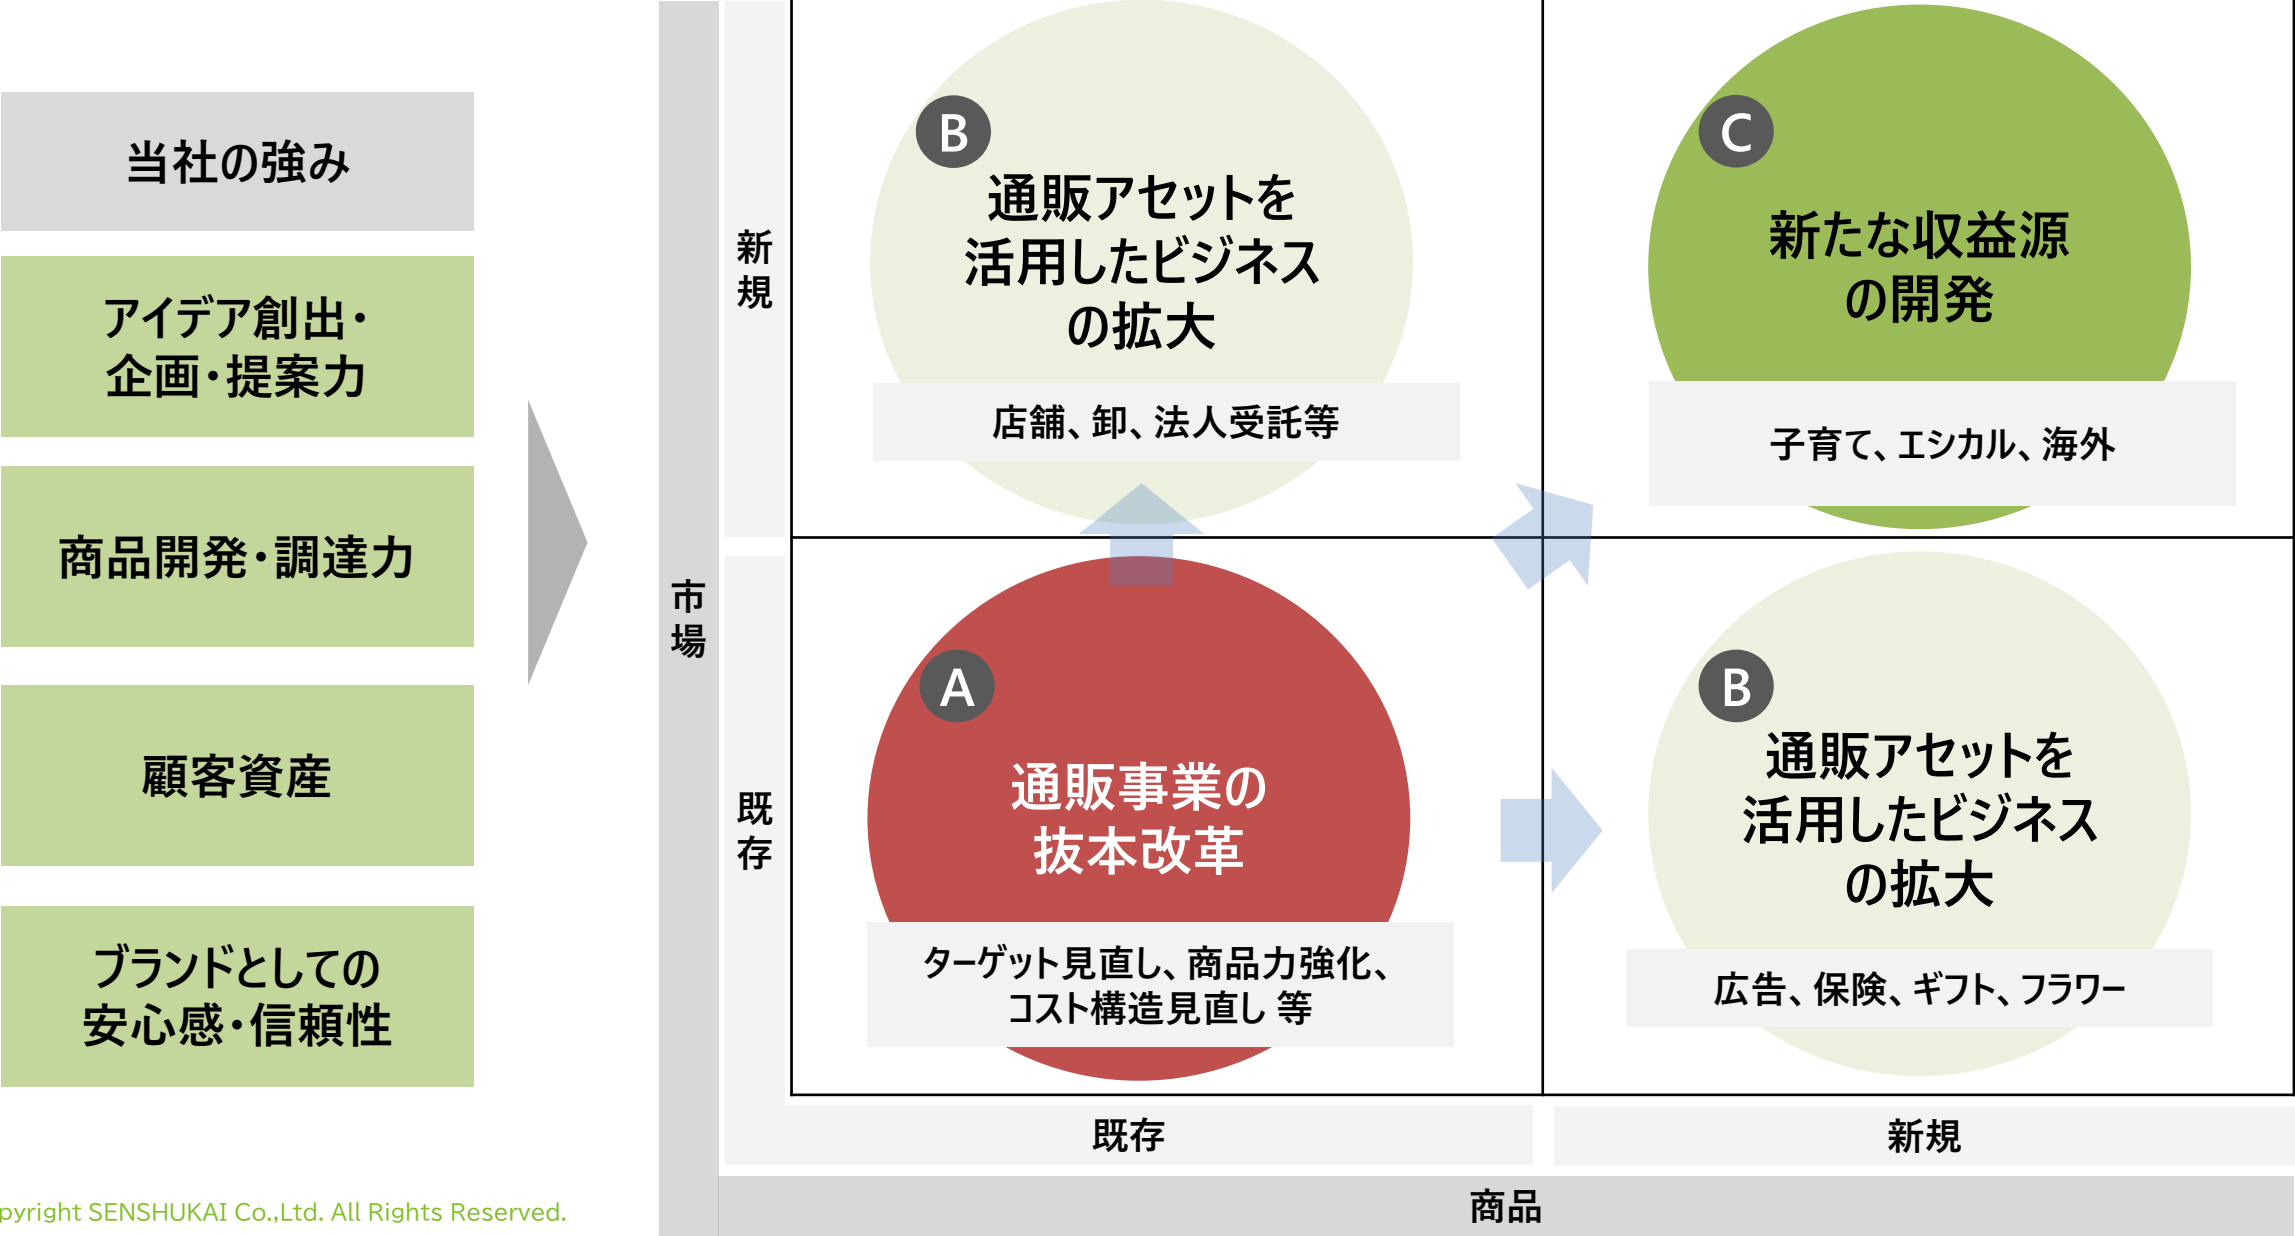 当社の強み
アイデア創出・
企画・提案力
商品開発・調達力
顧客資産
ブランドとしての
安心感・信頼性
市場
新規
既存
B
通販アセットを
活用したビジネス
の拡大
店舗、卸、法人受託等
C
新たな収益源
の開発
子育て、エシカル、海外
A
通販事業の
抜本改革
ターゲット見直し、商品力強化、
コスト構造見直し 等
B
通販アセットを
活用したビジネス
の拡大
広告、保険、ギフト、フラワー
既存
新規
商品
pyright SENSHUKAI Co.,Ltd. All Rights Reserved.